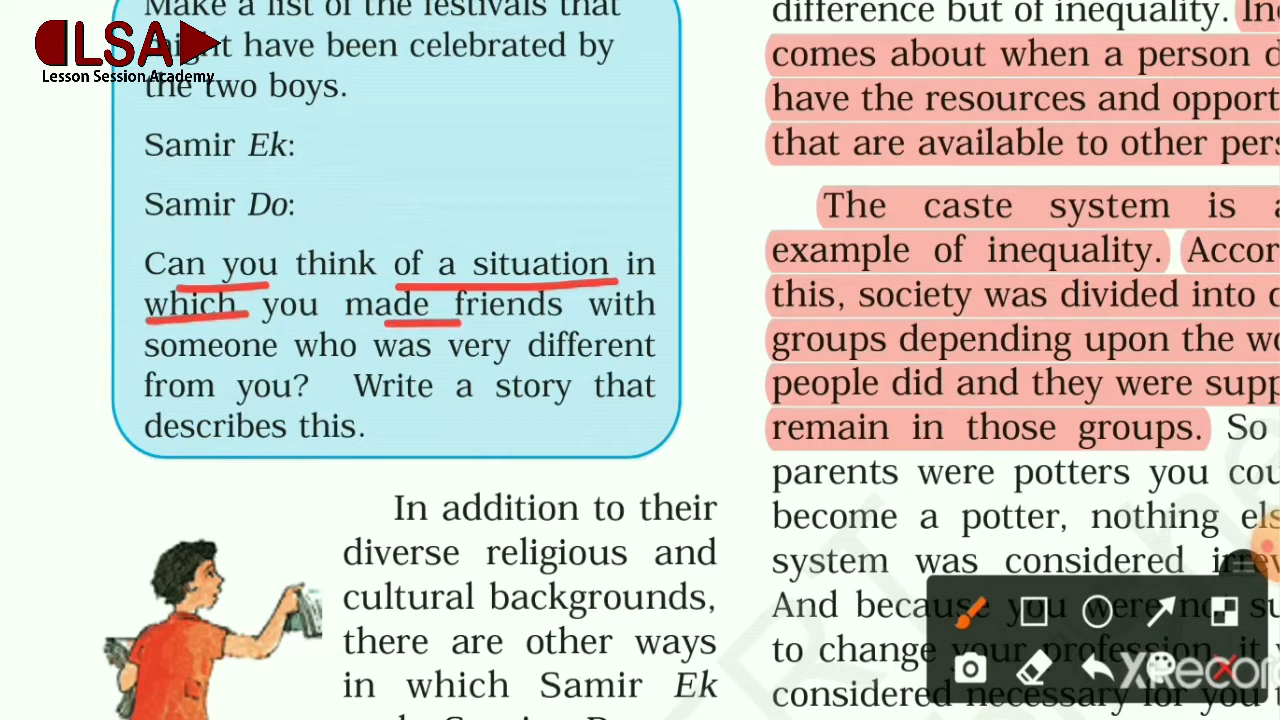 LSA
Lesson Session Academy
Make a list of the festivals that
might have been celebrated by
the two boys.
Samir Ek:
Samir Do:
Can you think of a situation in
which you made friends with
someone who was very different
from you? Write a story that
describes this.
In addition to their
diverse religious and
cultural backgrounds,
there are other ways
in which Samir Ek
difference but of inequality.
comes about when a person
have the resources and
that are available to other
The caste system is
example of inequality.
this, society was divided into
groups depending upon the
people did and they were
remain in those groups. So
parents were potters you
become a potter, nothing
system was considered
And because you were not
to change your profession, it
considered necessary for you